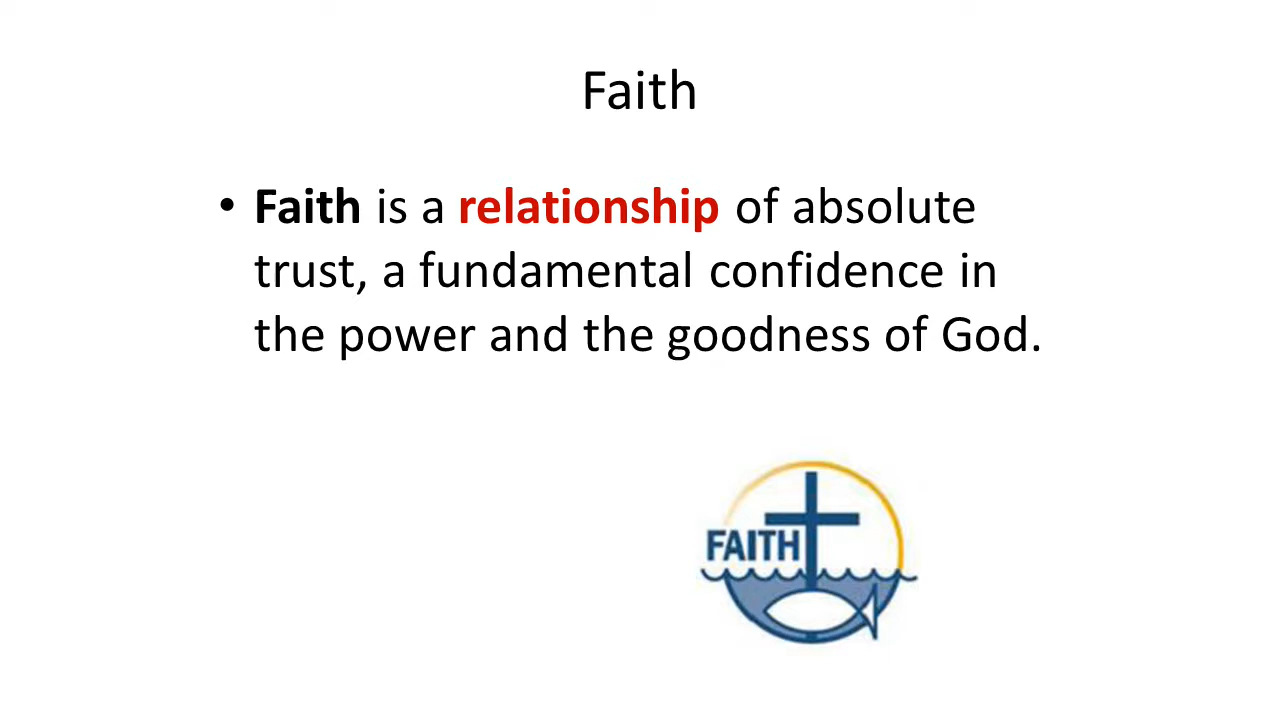 Faith
• Faith is a relationship of absolute
trust, a fundamental confidence in
the power and the goodness of God.
FAITH